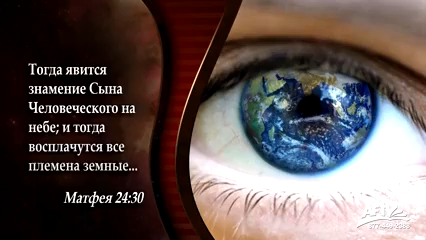 Тогда явится
знамение Сына
Человеческого на
небе; и тогда
восплачутся все
племена земные...
Матфея 24:30